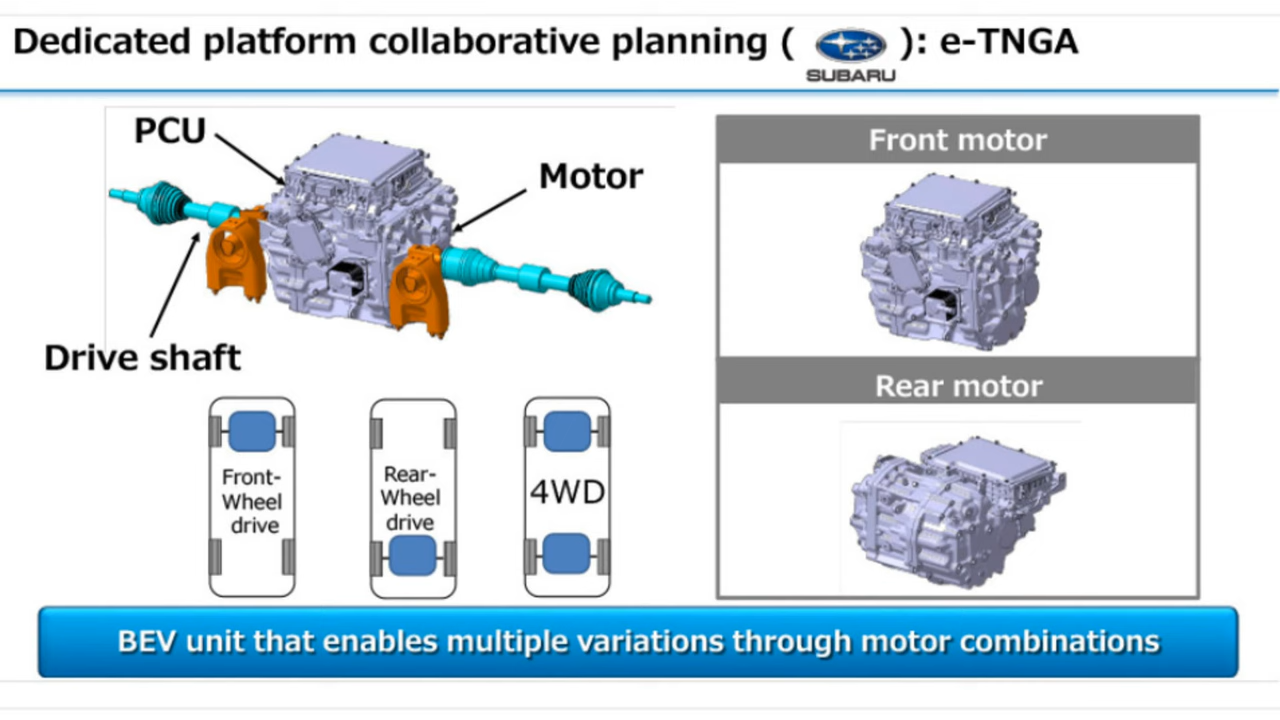 Dedicated platform collaborative planning ( SUBARU ): e-TNGA
PCU
Motor
Drive shaft
Front-
Wheel
drive
Rear-
Wheel
drive
4WD
Front motor
Rear motor
BEV unit that enables multiple variations through motor combinations